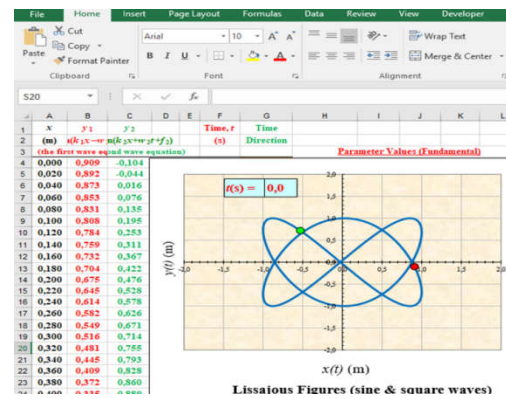 File Home Insert Page Layout Formulas Data Review View Developer
Cut
Copy
Format Painter
Paste
Arial 10
B I U
Wrap Text
Merge & Center
Clipboard Font Alignment
S20 fx
A B C D E F G H I J K L
1 x y1 y2 Time, t Time
2 (m) (s) Direction
3 (the first wave Parameter Values (Fundamental)
4 0,000 0,909 -0,104
5 0,020 0,892 -0,044
6 0,040 0,873 0,016
7 0,060 0,853 0,076
8 0,080 0,831 0,135
9 0,100 0,808 0,195
10 0,120 0,784 0,253
11 0,140 0,759 0,311
12 0,160 0,732 0,367
13 0,180 0,704 0,422
14 0,200 0,675 0,476
15 0,220 0,645 0,528
16 0,240 0,614 0,578
17 0,260 0,582 0,626
18 0,280 0,549 0,671
19 0,300 0,516 0,714
20 0,320 0,481 0,755
21 0,340 0,445 0,793
22 0,360 0,409 0,828
23 0,380 0,372 0,860
24 0,400 0,335
t(s) = 0,0
2,0
1,5
1,0
0,5
0,0
-0,5
-1,0
-1,5
-2,0
-2,0 -1,5 -1,0 -0,5 0,0 0,5 1,0 1,5 2,0
y(t) (m)
x(t) (m)
Lissajous Figures (sine & square waves)